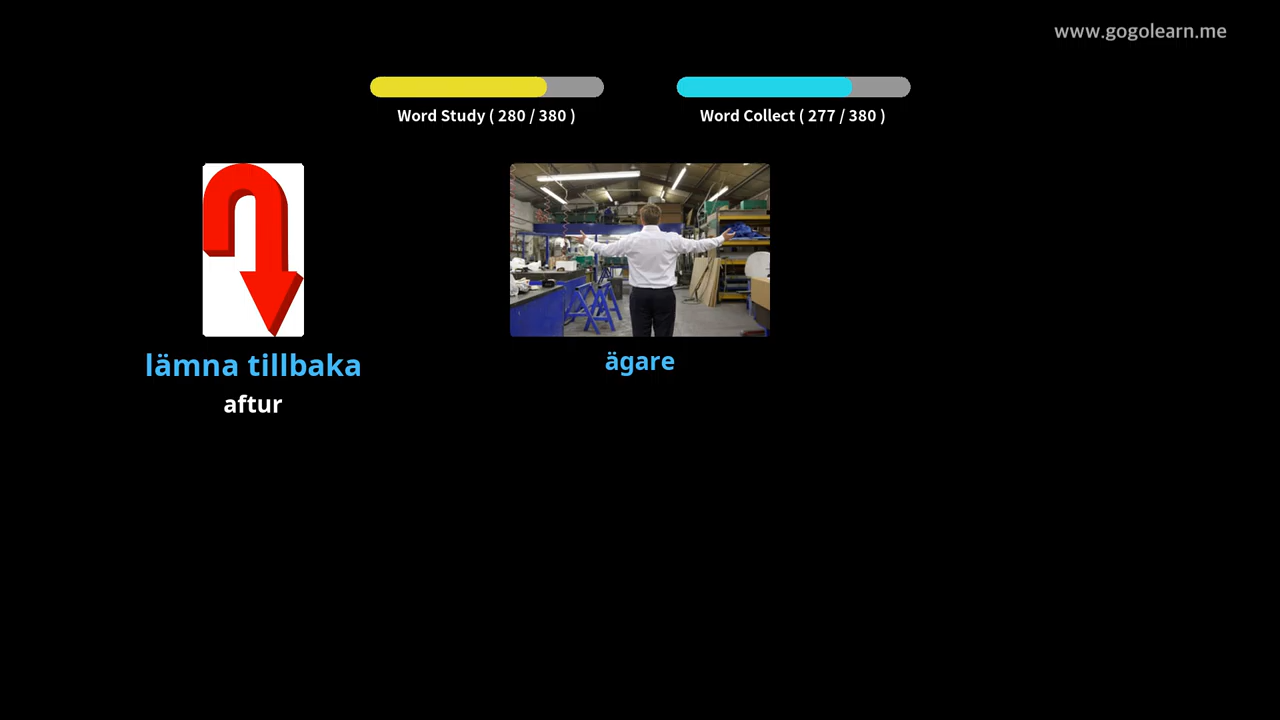 www.gogolearn.me
Word Study ( 280 / 380 )
Word Collect ( 277 / 380 )
lämna tillbaka
aftur
ägare